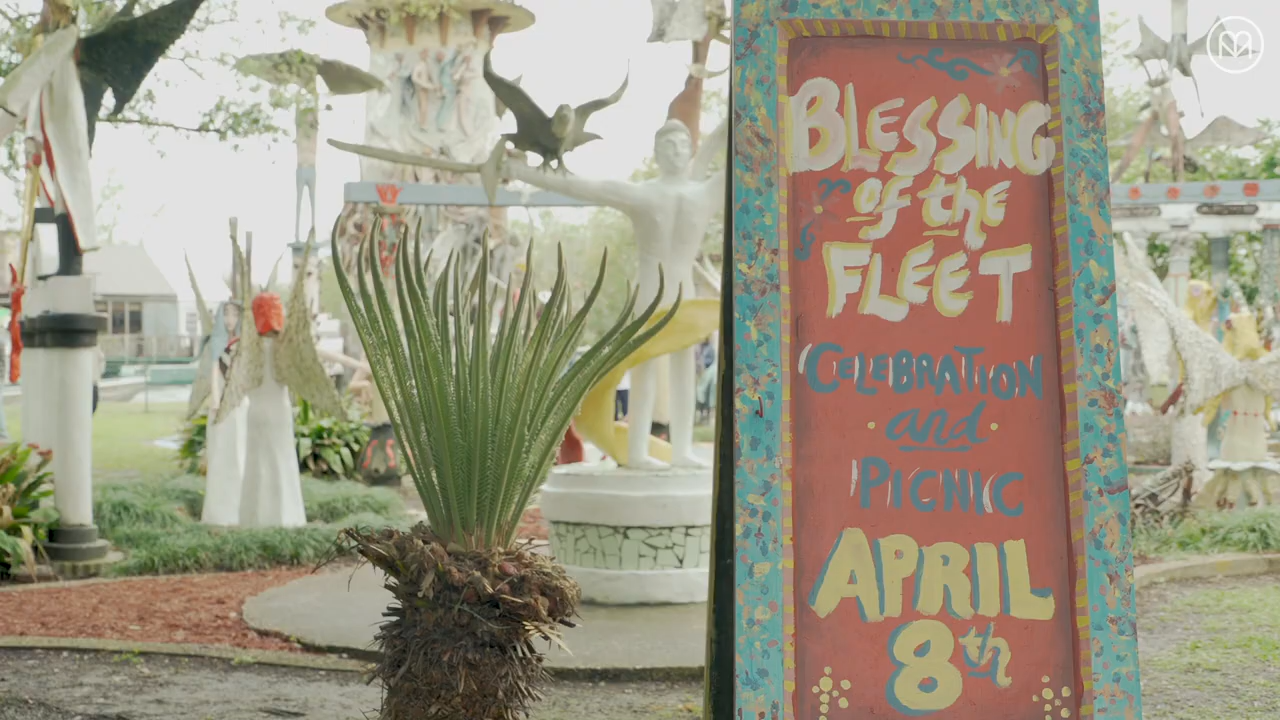 BLESSING
of the
FLEET
CELEBRATION
and
PICNIC
APRIL
8th